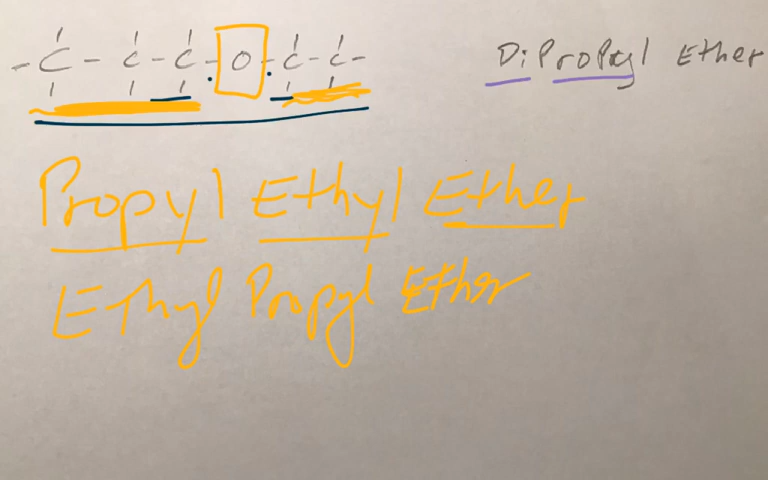 - C - C - C - O - C - C -
DiPropyl Ether
Propyl Ethyl Ether
Ethyl Propyl Ether